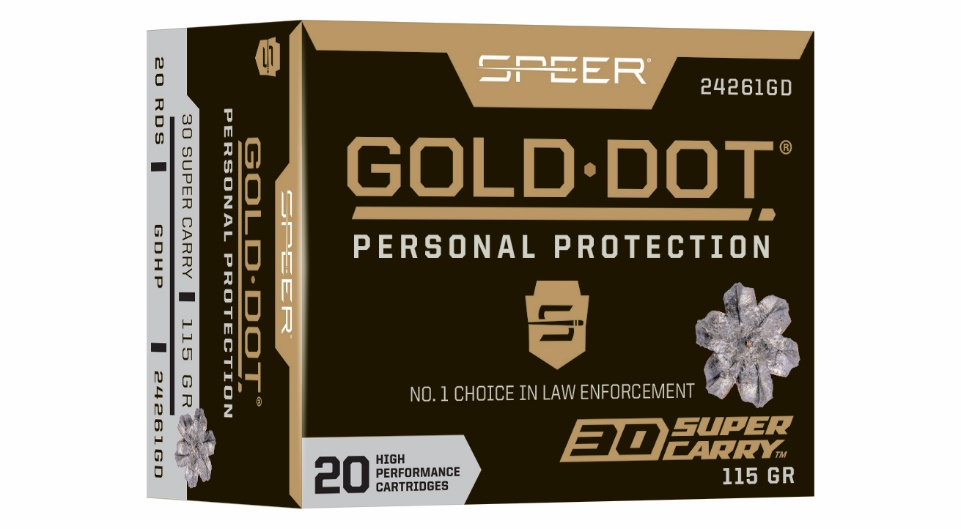 SPEER®
24261GD
GOLD·DOT®
PERSONAL PROTECTION
S
NO. 1 CHOICE IN LAW ENFORCEMENT
30 SUPER CARRY™
115 GR
20 HIGH PERFORMANCE CARTRIDGES
SPEER
GOLD·DOT®
PERSONAL PROTECTION
S
30 SUPER CARRY 115 GR
20 RDS GDHP 24261GD